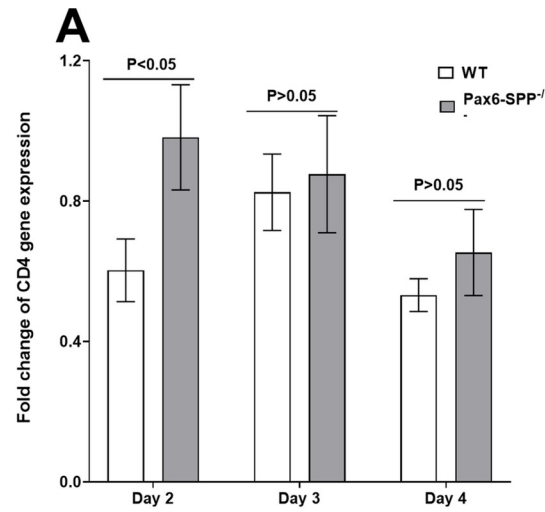 A
P<0.05
P>0.05
P>0.05
WT
Pax6-SPP-/
-
Fold change of CD4 gene expression
1.2
0.8
0.4
0.0
Day 2
Day 3
Day 4